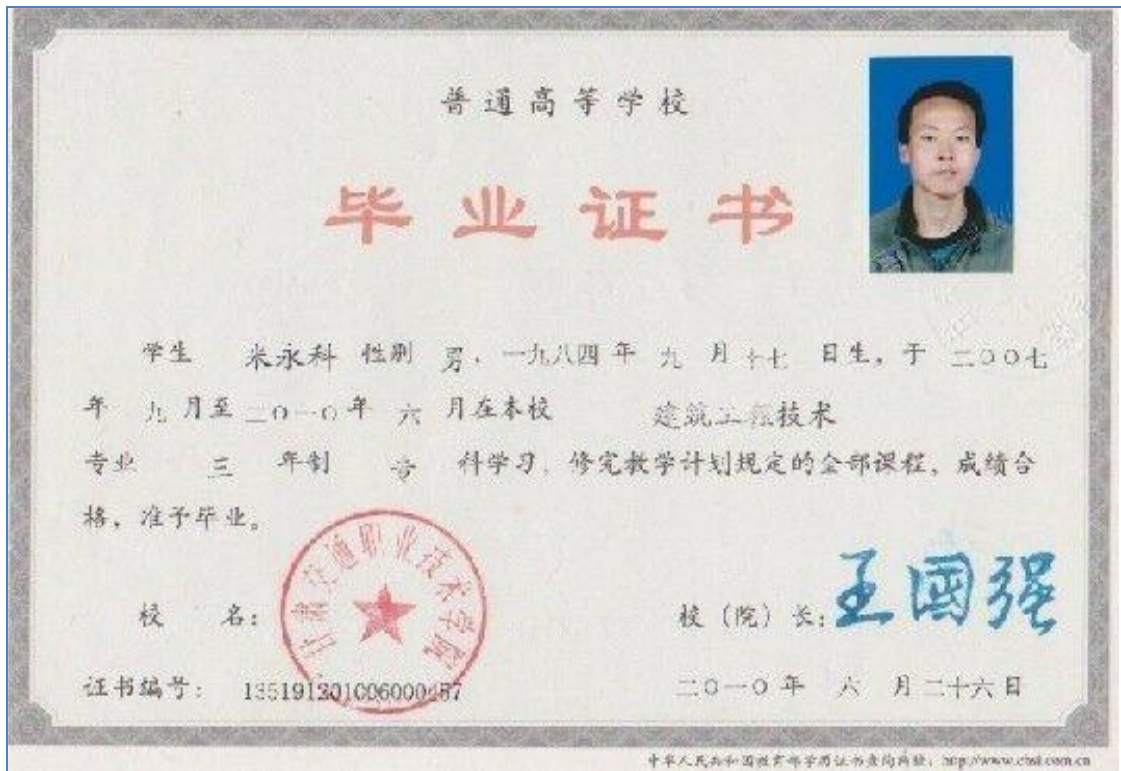 普通高等学校
毕业证书
学生 米永科 性别 男，一九八四年 九 月十七 日生，于 二〇〇七
年 九 月至二〇一〇年 六 月在本校 建筑工程技术
专业 三 年制 专 科学习，修完教学计划规定的全部课程，成绩合
格，准予毕业。
甘肃交通职业技术学院
校 名：
校（院）长：王國强
证书编号：
二〇一〇年 六 月二十六日
中华人民共和国教育部学历证书查询网址：http://www.chsi.com.cn